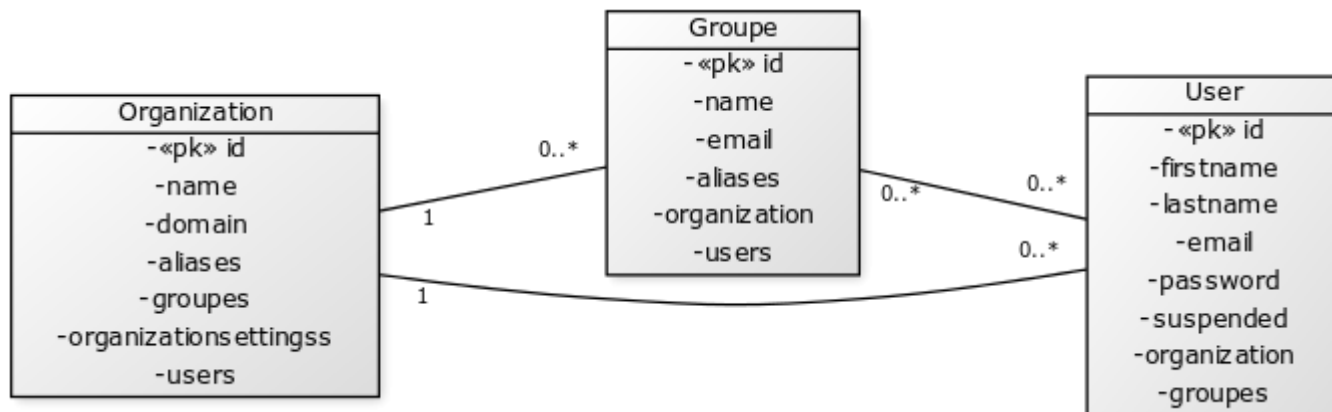 Organization
-«pk» id
-name
-domain
-aliases
-groupes
-organizationsettingss
-users
1
1
0..*
Groupe
-«pk» id
-name
-email
-aliases
-organization
-users
0..*
0..*
0..*
User
-«pk» id
-firstname
-lastname
-email
-password
-suspended
-organization
-groupes